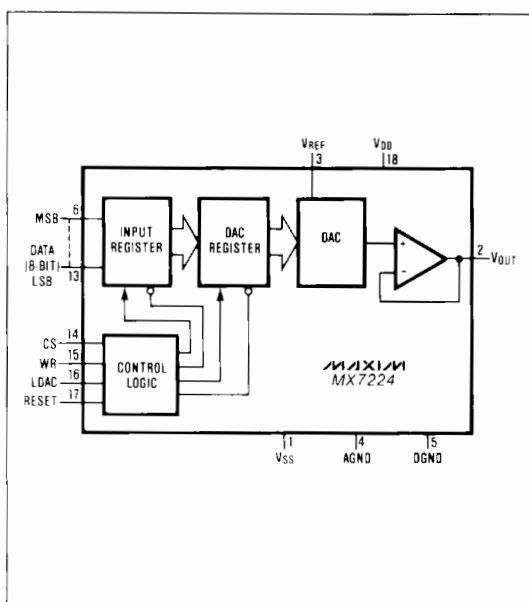 VREF
3
VDD
18
MSB
6
DATA
(8-BIT)
LSB
13
INPUT
REGISTER
DAC
REGISTER
DAC
+
−
2
VOUT
CS
14
WR
15
LDAC
16
RESET
17
CONTROL
LOGIC
MAXIM
MX7224
1
VSS
4
AGND
5
DGND